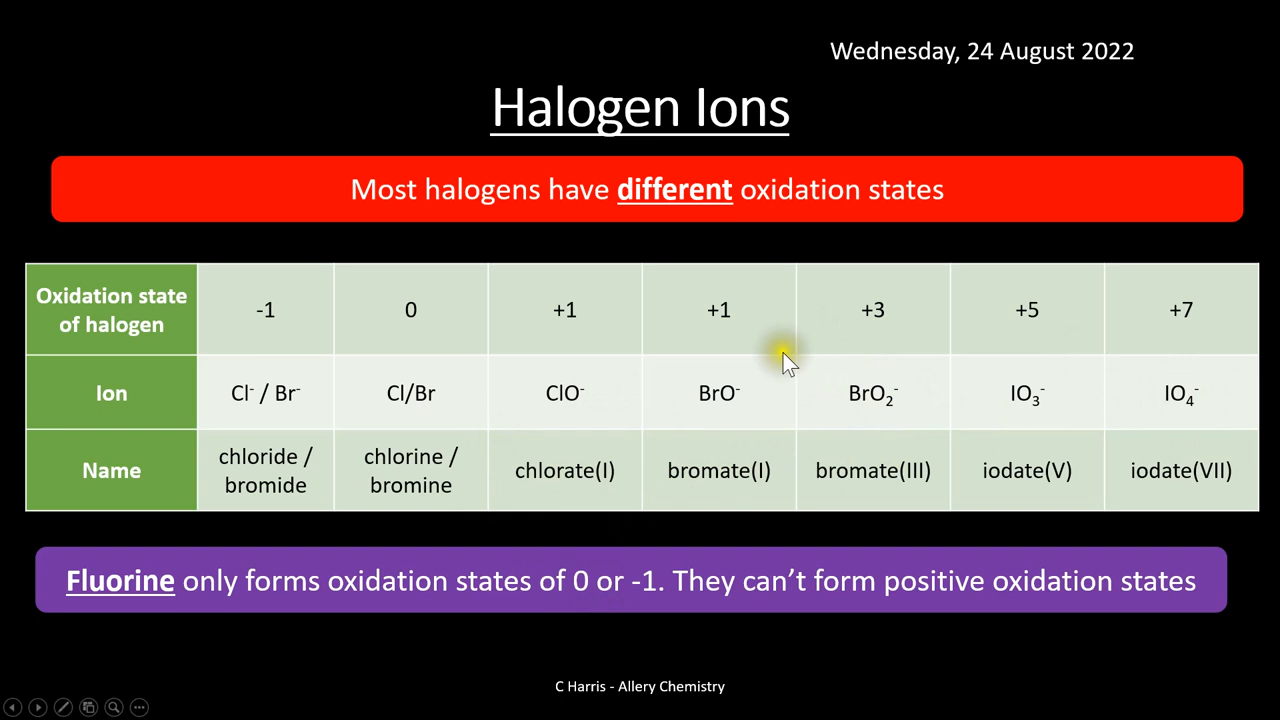 Wednesday, 24 August 2022
Halogen Ions
Most halogens have different oxidation states
Oxidation state of halogen -1 0 +1 +1 +3 +5 +7
Ion Cl⁻ / Br⁻ Cl/Br ClO⁻ BrO⁻ BrO₂⁻ IO₃⁻ IO₄⁻
Name chloride / bromide chlorine / bromine chlorate(I) bromate(I) bromate(III) iodate(V) iodate(VII)
Fluorine only forms oxidation states of 0 or -1. They can’t form positive oxidation states
C Harris - Allery Chemistry